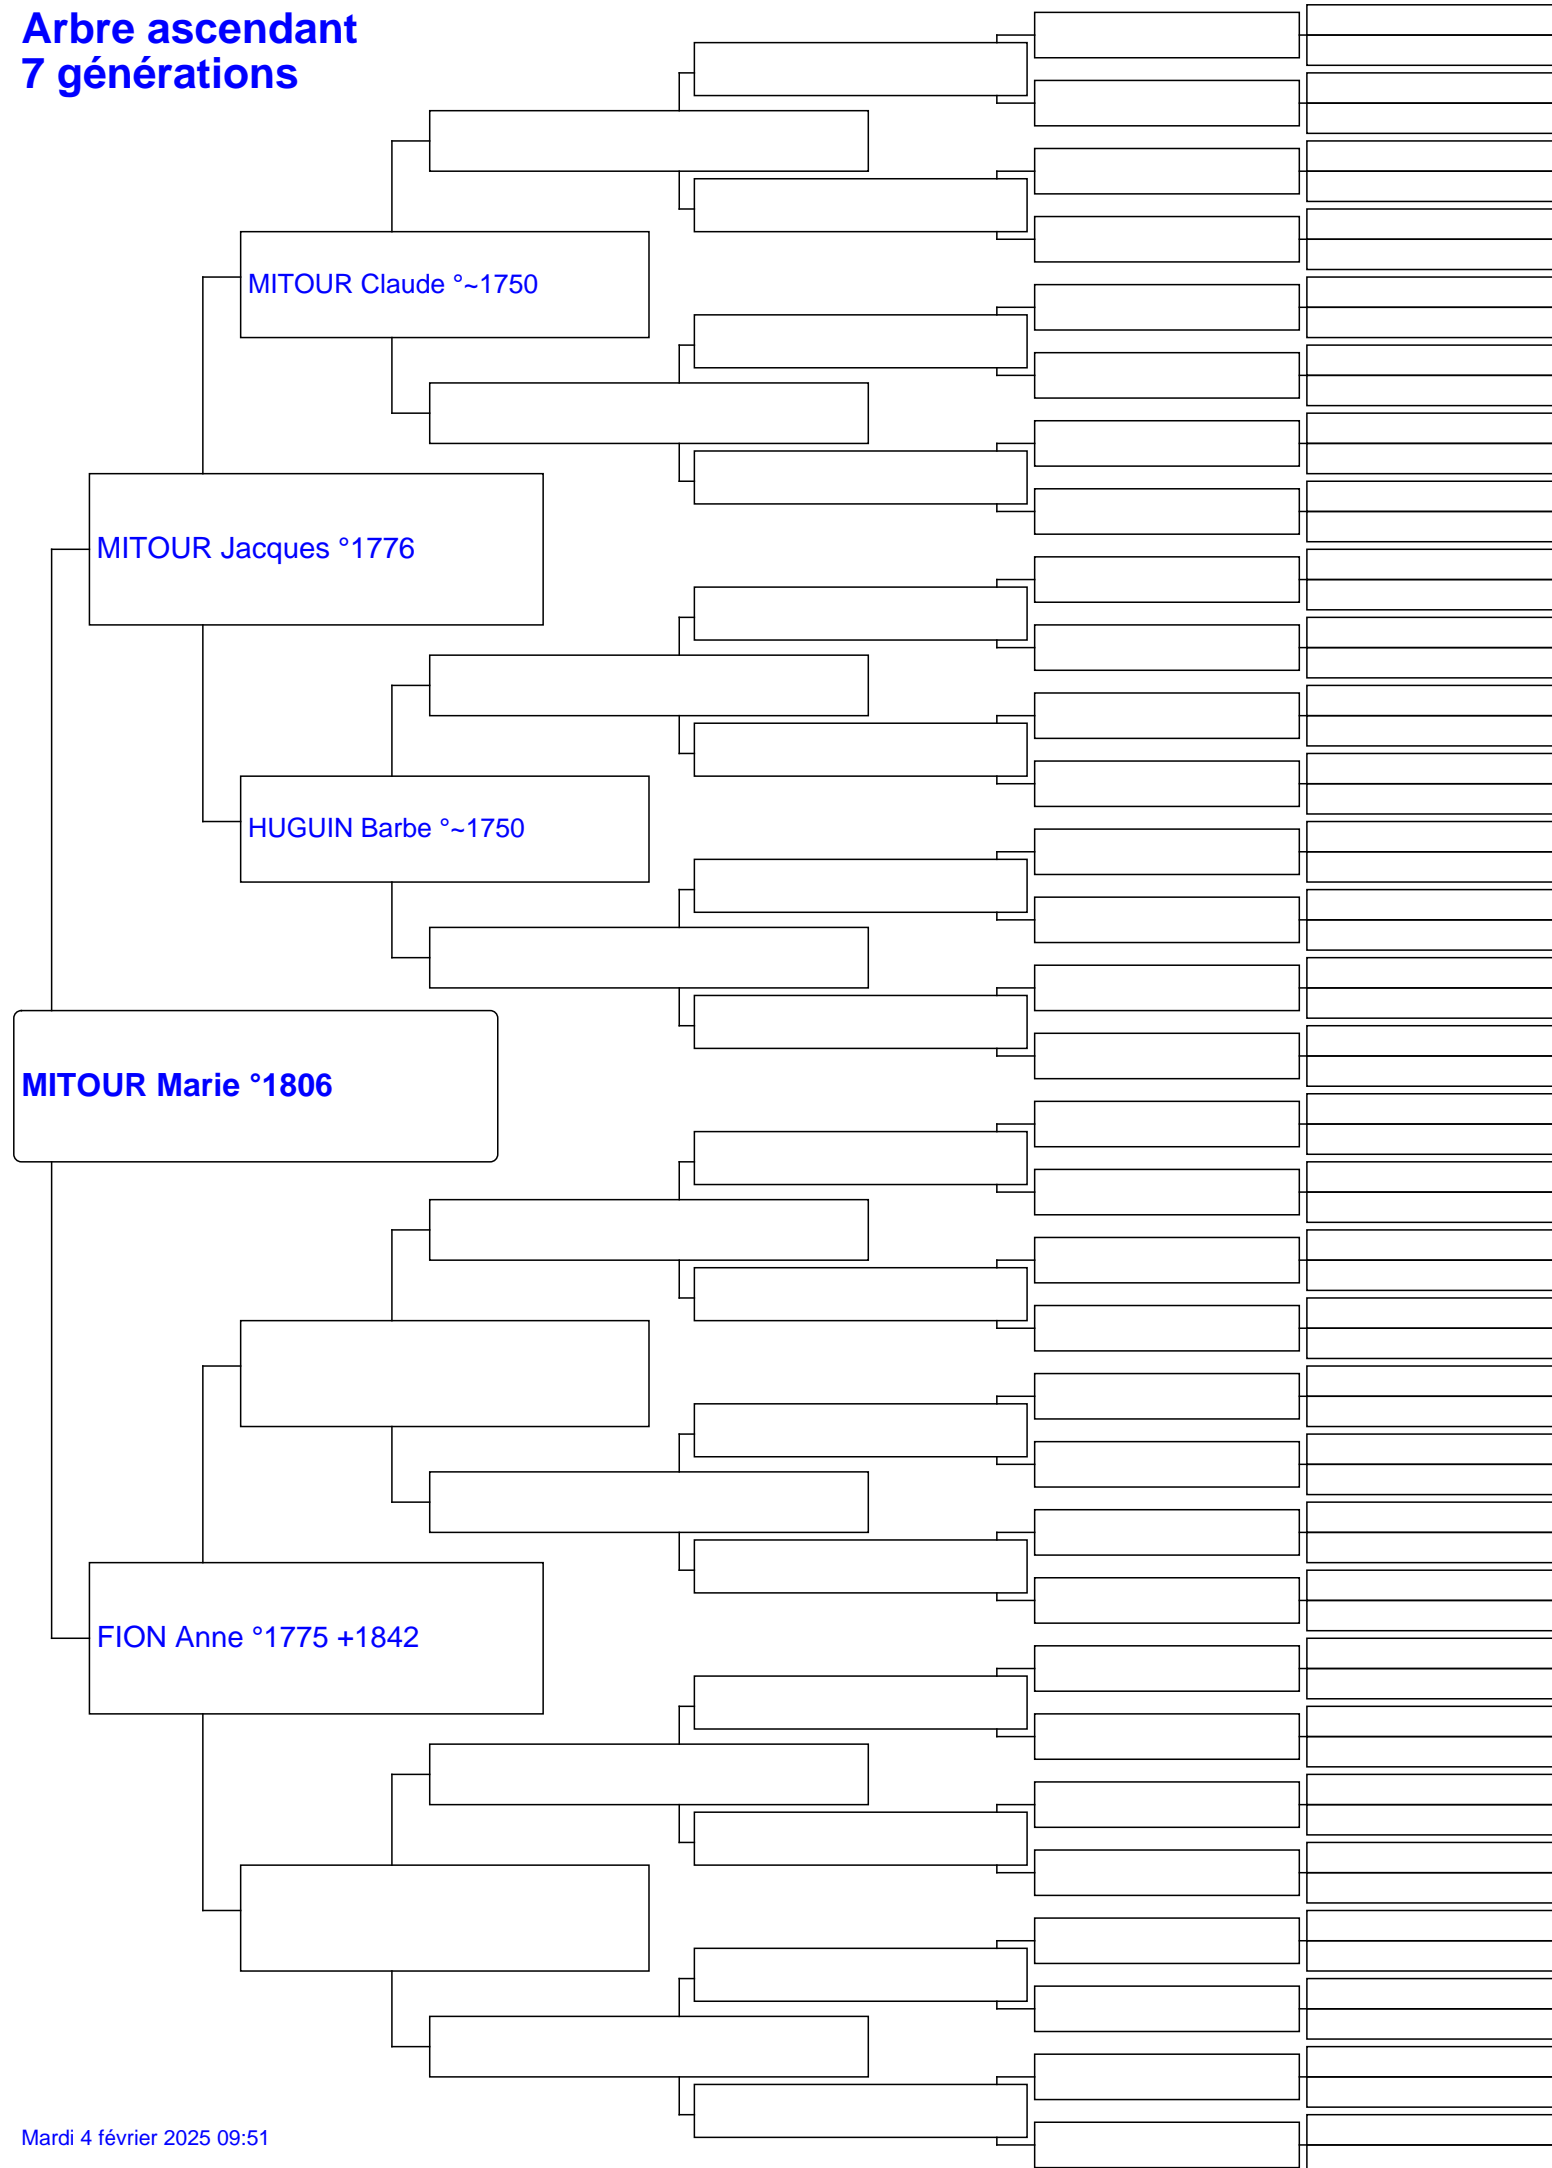 Arbre ascendant
7 générations
MITOUR Claude °~1750
MITOUR Jacques °1776
HUGUIN Barbe °~1750
MITOUR Marie °1806
FION Anne °1775 +1842
Mardi 4 février 2025 09:51